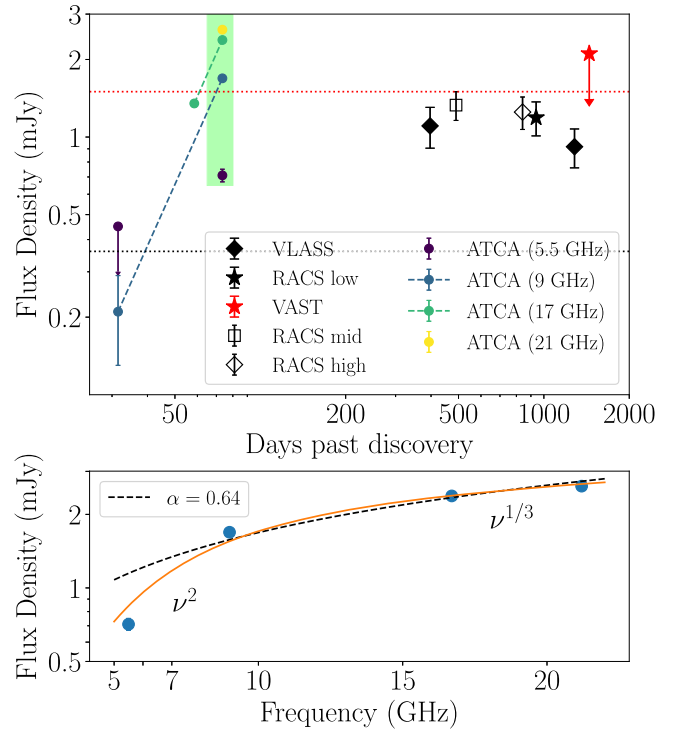 3
2
1
0.5
0.2
Flux Density (mJy)
VLASS
RACS low
VAST
RACS mid
RACS high
ATCA (5.5 GHz)
ATCA (9 GHz)
ATCA (17 GHz)
ATCA (21 GHz)
50 200 500 1000 2000
Days past discovery
2
1
0.5
Flux Density (mJy)
α = 0.64
ν^2
ν^{1/3}
5 7 10 15 20
Frequency (GHz)